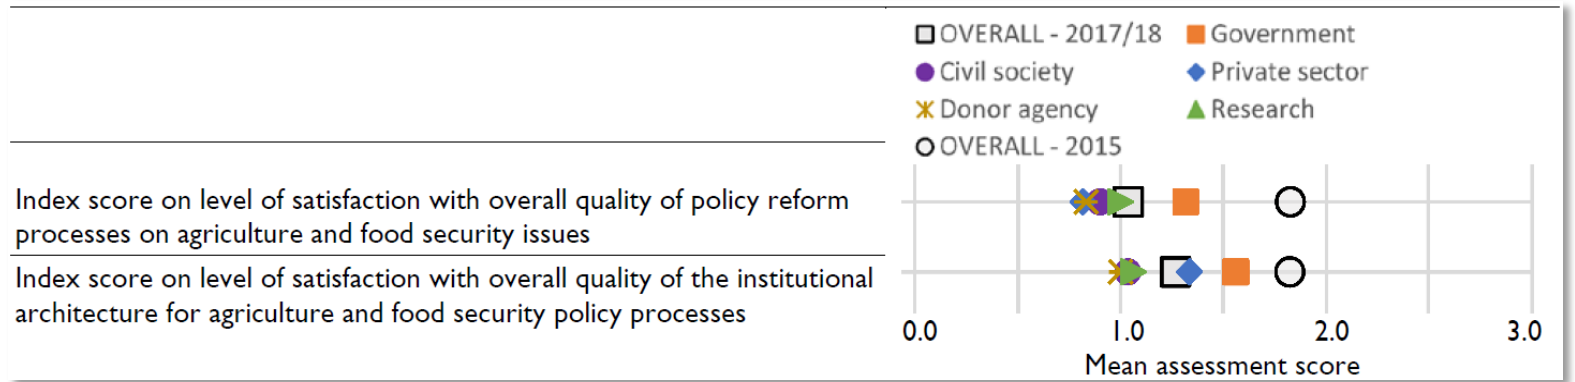 OVERALL - 2017/18 Government
Civil society Private sector
Donor agency Research
OVERALL - 2015
Index score on level of satisfaction with overall quality of policy reform
processes on agriculture and food security issues
Index score on level of satisfaction with overall quality of the institutional
architecture for agriculture and food security policy processes
0.0 1.0 2.0 3.0
Mean assessment score